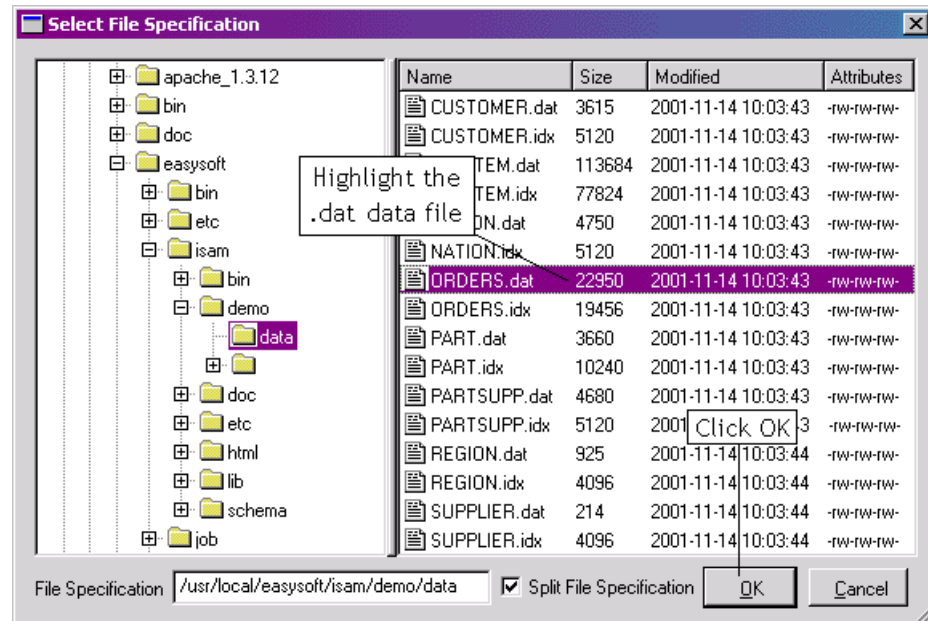 Select File Specification
apache_1.3.12
bin
doc
easysoft
bin
etc
isam
bin
demo
data
doc
etc
html
lib
schema
job
Name Size Modified Attributes
CUSTOMER.dat 3615 2001-11-14 10:03:43 -rw-rw-rw-
CUSTOMER.idx 5120 2001-11-14 10:03:43 -rw-rw-rw-
TEM.dat 113684 2001-11-14 10:03:43 -rw-rw-rw-
TEM.idx 77824 2001-11-14 10:03:43 -rw-rw-rw-
ON.dat 4750 2001-11-14 10:03:43 -rw-rw-rw-
NATION.idx 5120 2001-11-14 10:03:43 -rw-rw-rw-
ORDERS.dat 22950 2001-11-14 10:03:43 -rw-rw-rw-
ORDERS.idx 19456 2001-11-14 10:03:43 -rw-rw-rw-
PART.dat 3660 2001-11-14 10:03:43 -rw-rw-rw-
PART.idx 10240 2001-11-14 10:03:43 -rw-rw-rw-
PARTSUPP.dat 4680 2001-11-14 10:03:43 -rw-rw-rw-
PARTSUPP.idx 5120 2001 3 -rw-rw-rw-
REGION.dat 925 2001-11-14 10:03:44 -rw-rw-rw-
REGION.idx 4096 2001-11-14 10:03:44 -rw-rw-rw-
SUPPLIER.dat 214 2001-11-14 10:03:44 -rw-rw-rw-
SUPPLIER.idx 4096 2001-11-14 10:03:44 -rw-rw-rw-
Highlight the
.dat data file
Click OK
File Specification /usr/local/easysoft/isam/demo/data Split File Specification OK Cancel